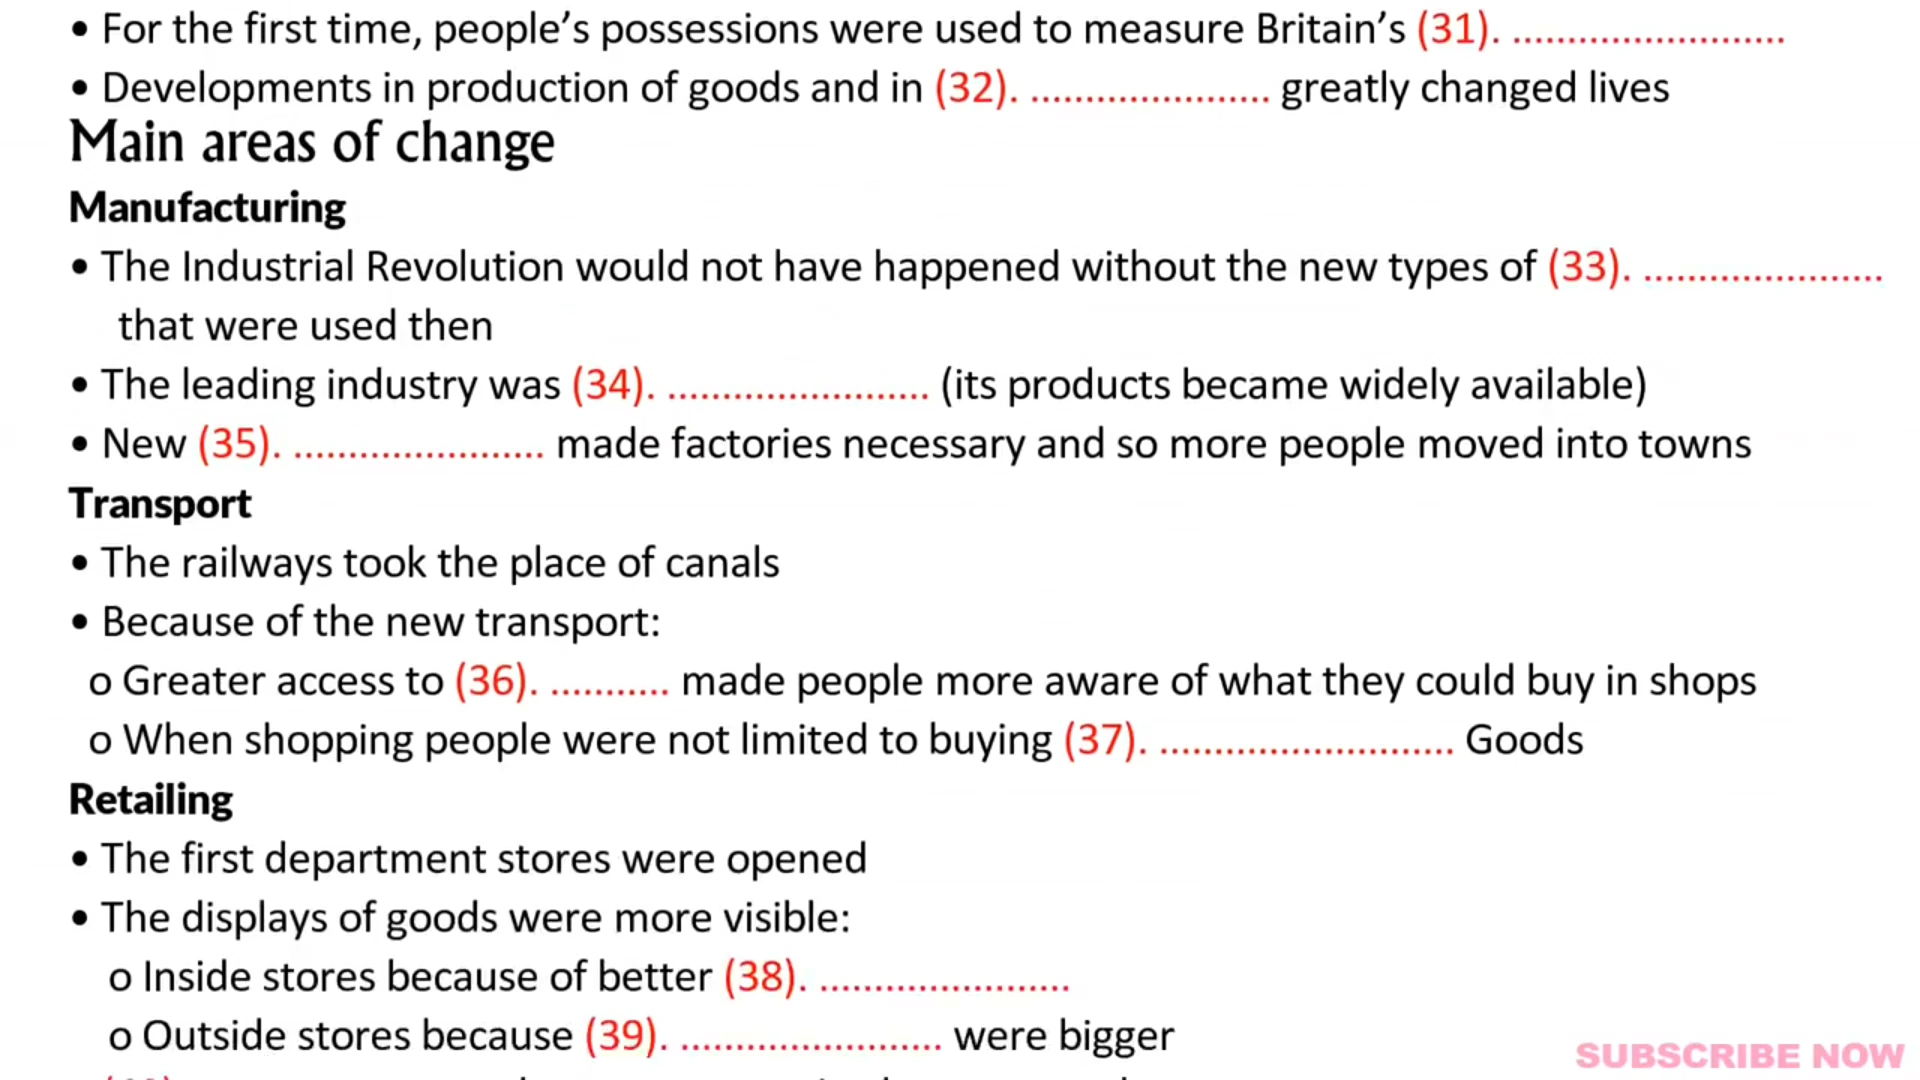 • For the first time, people’s possessions were used to measure Britain’s (31). .........................
• Developments in production of goods and in (32). ...................... greatly changed lives
Main areas of change
Manufacturing
• The Industrial Revolution would not have happened without the new types of (33). ......................
that were used then
• The leading industry was (34). ........................ (its products became widely available)
• New (35). ....................... made factories necessary and so more people moved into towns
Transport
• The railways took the place of canals
• Because of the new transport:
o Greater access to (36). ........... made people more aware of what they could buy in shops
o When shopping people were not limited to buying (37). ........................... Goods
Retailing
• The first department stores were opened
• The displays of goods were more visible:
o Inside stores because of better (38). .......................
o Outside stores because (39). ........................ were bigger
SUBSCRIBE NOW